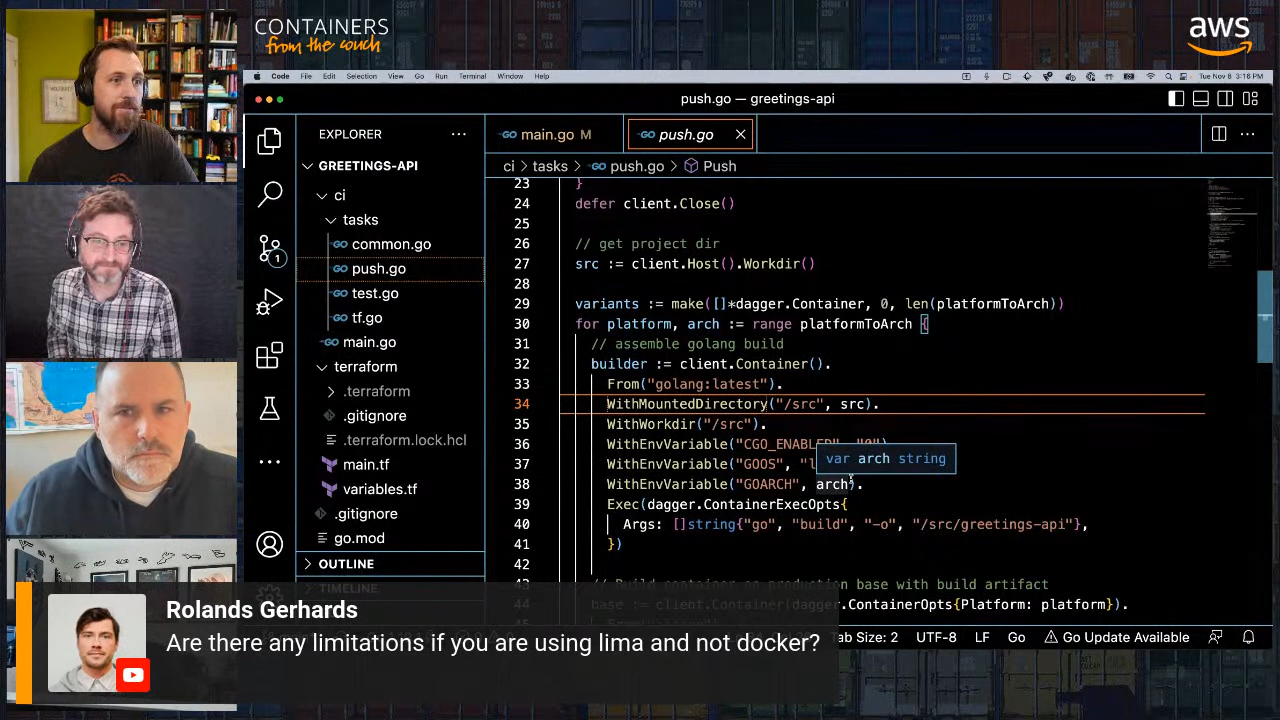 CONTAINERS
from the couch
aws
Code File Edit Selection View Go Run Terminal Window Help
Tue Nov 8 3:16 PM
push.go — greetings-api
EXPLORER
main.go M
push.go
GREETINGS-API
ci > tasks > push.go > Push
ci
tasks
common.go
push.go
test.go
tf.go
main.go
terraform
.terraform
.gitignore
.terraform.lock.hcl
main.tf
variables.tf
.gitignore
go.mod
OUTLINE
TIMELINE
1
23 }
24 defer client.Close()
25
26 // get project dir
27 src := client.Host().Workdir()
28
29 variants := make([]*dagger.Container, 0, len(platformToArch))
30 for platform, arch := range platformToArch {
31 // assemble golang build
32 builder := client.Container().
33 From("golang:latest").
34 WithMountedDirectory("/src", src).
35 WithWorkdir("/src").
36 WithEnvVariable("CGO_ENABLED", "0").
37 WithEnvVariable("GOOS", "l
var arch string
38 WithEnvVariable("GOARCH", arch).
39 Exec(dagger.ContainerExecOpts{
40 Args: []string{"go", "build", "-o", "/src/greetings-api"},
41 })
42
43 // Build container on production base with build artifact
44 base := client.Container(dagger.ContainerOpts{Platform: platform}).
Tab Size: 2 UTF-8 LF Go Go Update Available
Rolands Gerhards
Are there any limitations if you are using lima and not docker?